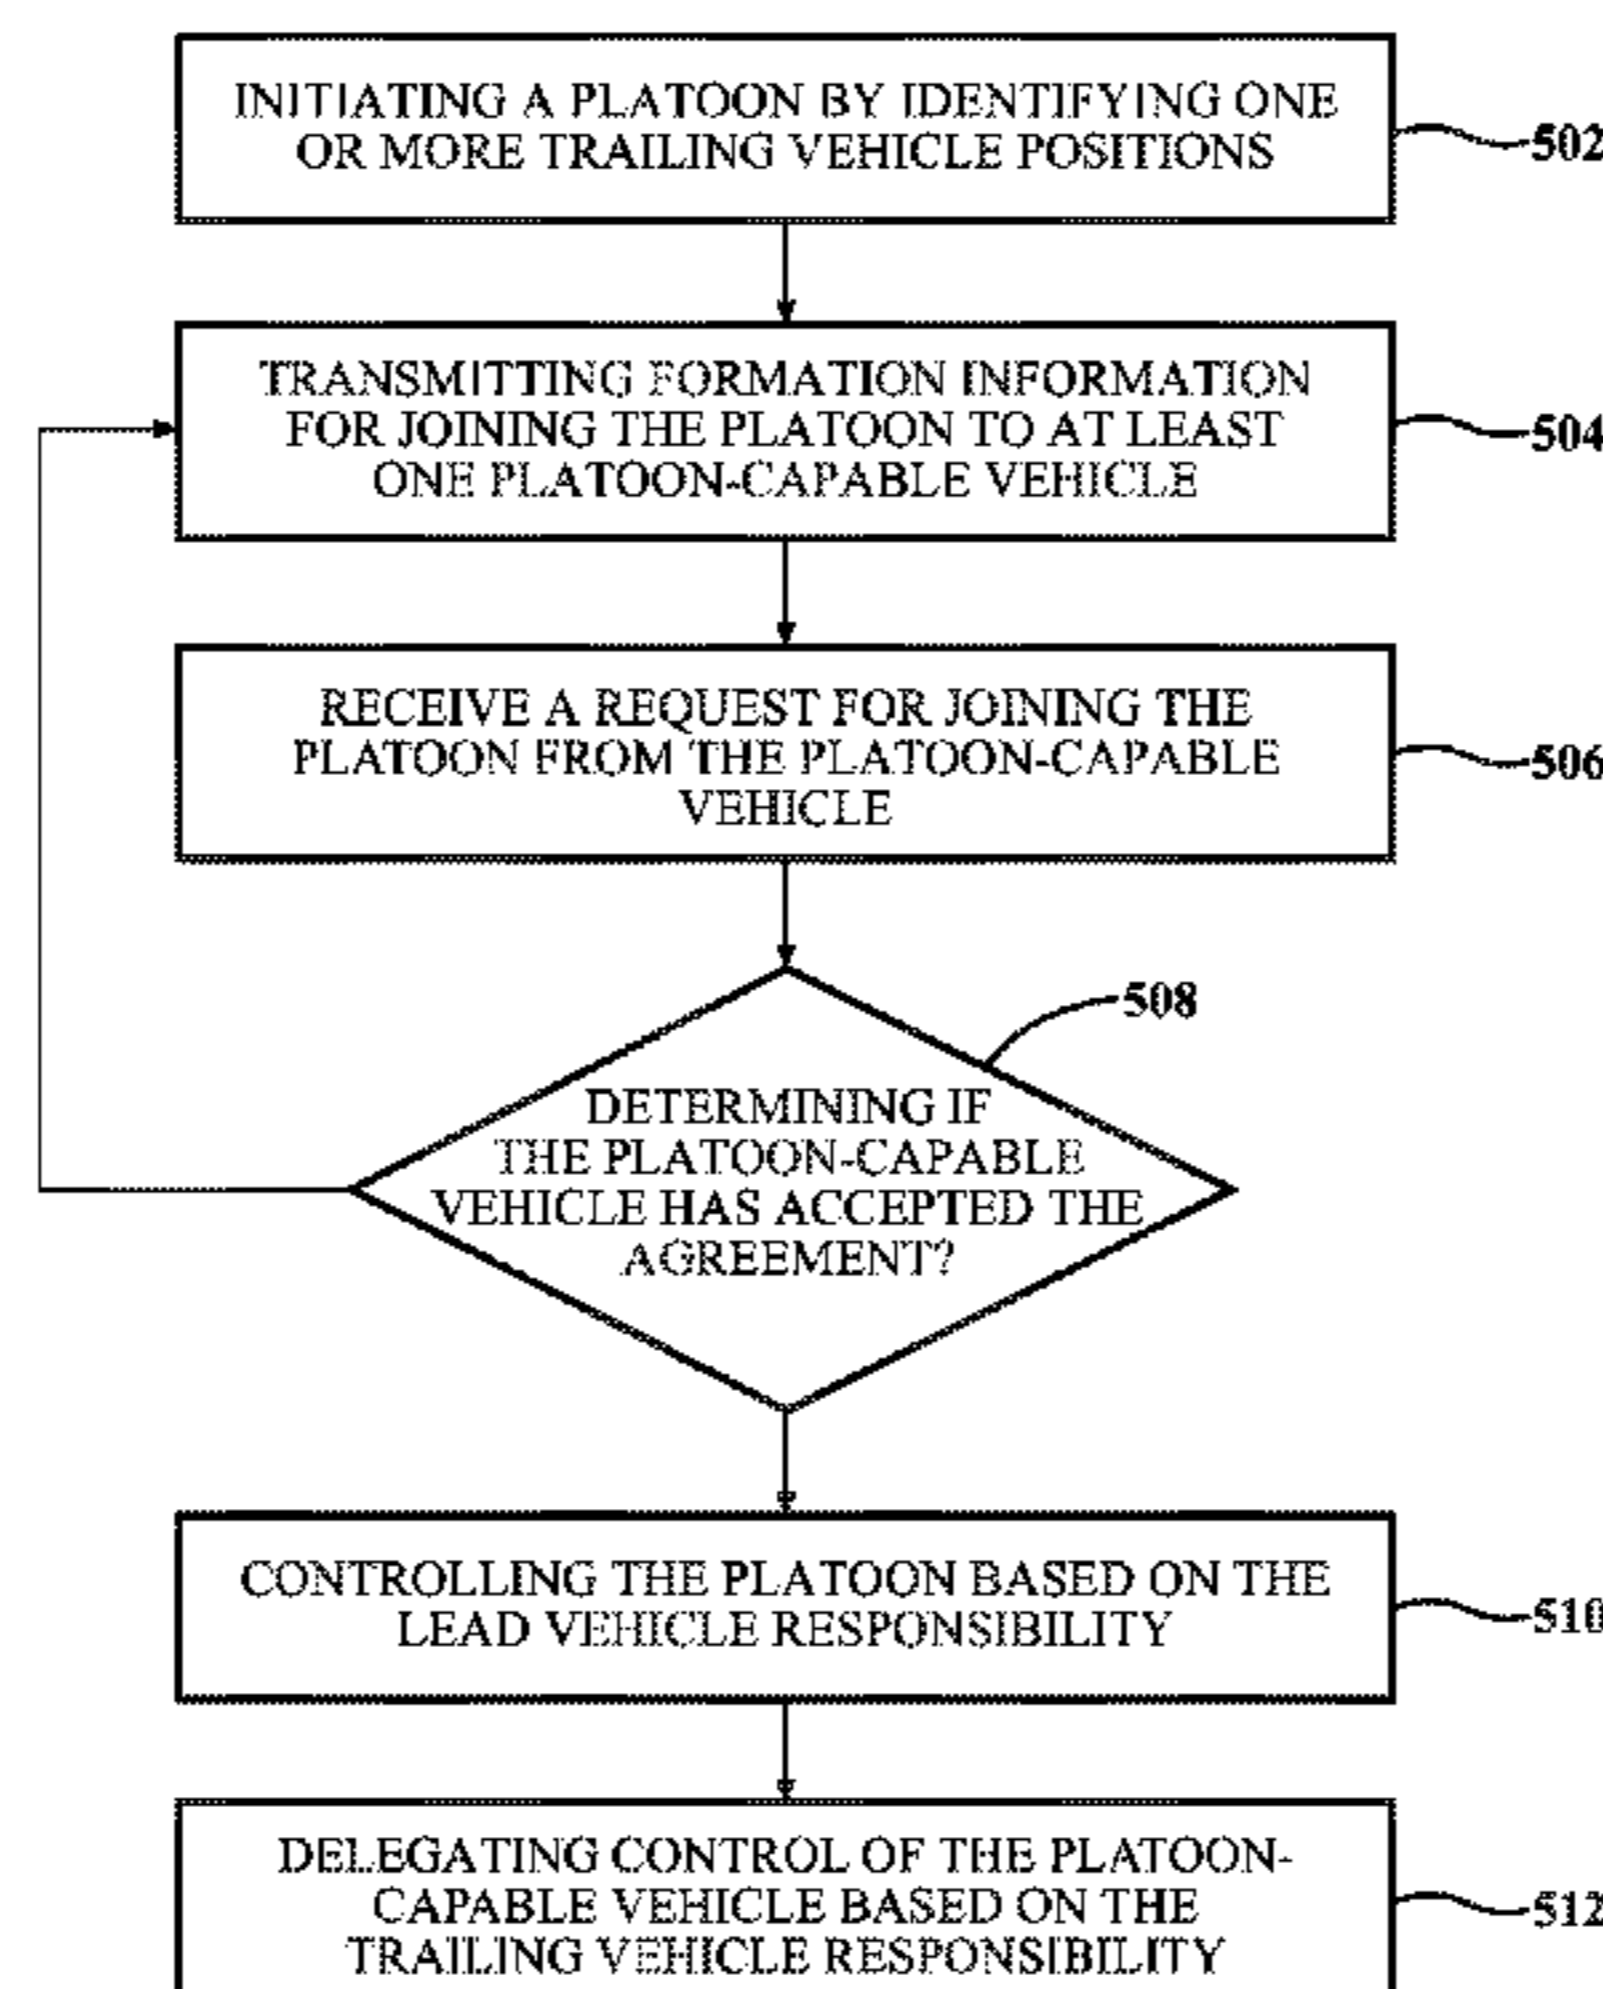 INITIATING A PLATOON BY IDENTIFYING ONE
OR MORE TRAILING VEHICLE POSITIONS
502
TRANSMITTING FORMATION INFORMATION
FOR JOINING THE PLATOON TO AT LEAST
ONE PLATOON-CAPABLE VEHICLE
504
RECEIVE A REQUEST FOR JOINING THE
PLATOON FROM THE PLATOON-CAPABLE
VEHICLE
506
508
DETERMINING IF
THE PLATOON-CAPABLE
VEHICLE HAS ACCEPTED THE
AGREEMENT?
CONTROLLING THE PLATOON BASED ON THE
LEAD VEHICLE RESPONSIBILITY
510
DELEGATING CONTROL OF THE PLATOON-
CAPABLE VEHICLE BASED ON THE
TRAILING VEHICLE RESPONSIBILITY
512